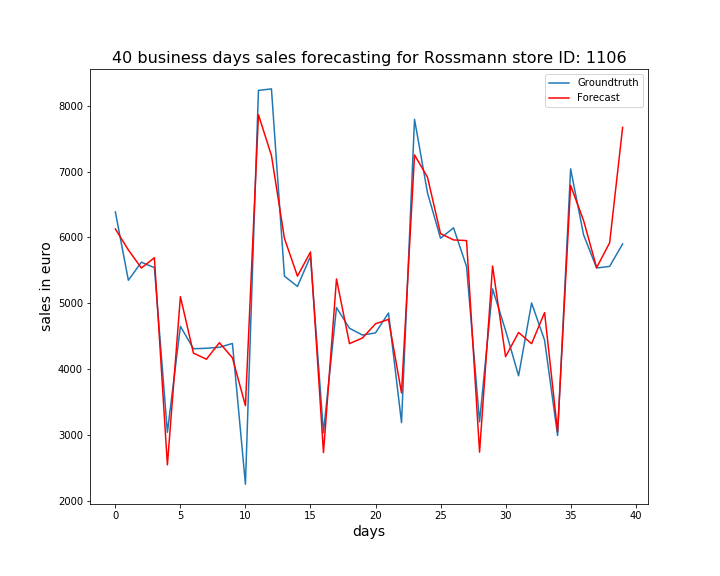 40 business days sales forecasting for Rossmann store ID: 1106
Groundtruth
Forecast
8000
7000
6000
5000
4000
3000
2000
sales in euro
0 5 10 15 20 25 30 35 40
days